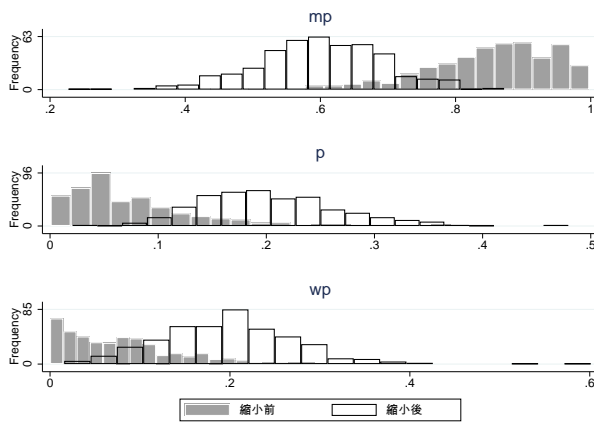 mp
Frequency
63
0
.2 .4 .6 .8 1
p
Frequency
96
0
0 .1 .2 .3 .4 .5
wp
Frequency
85
0
0 .2 .4 .6
縮小前 縮小後